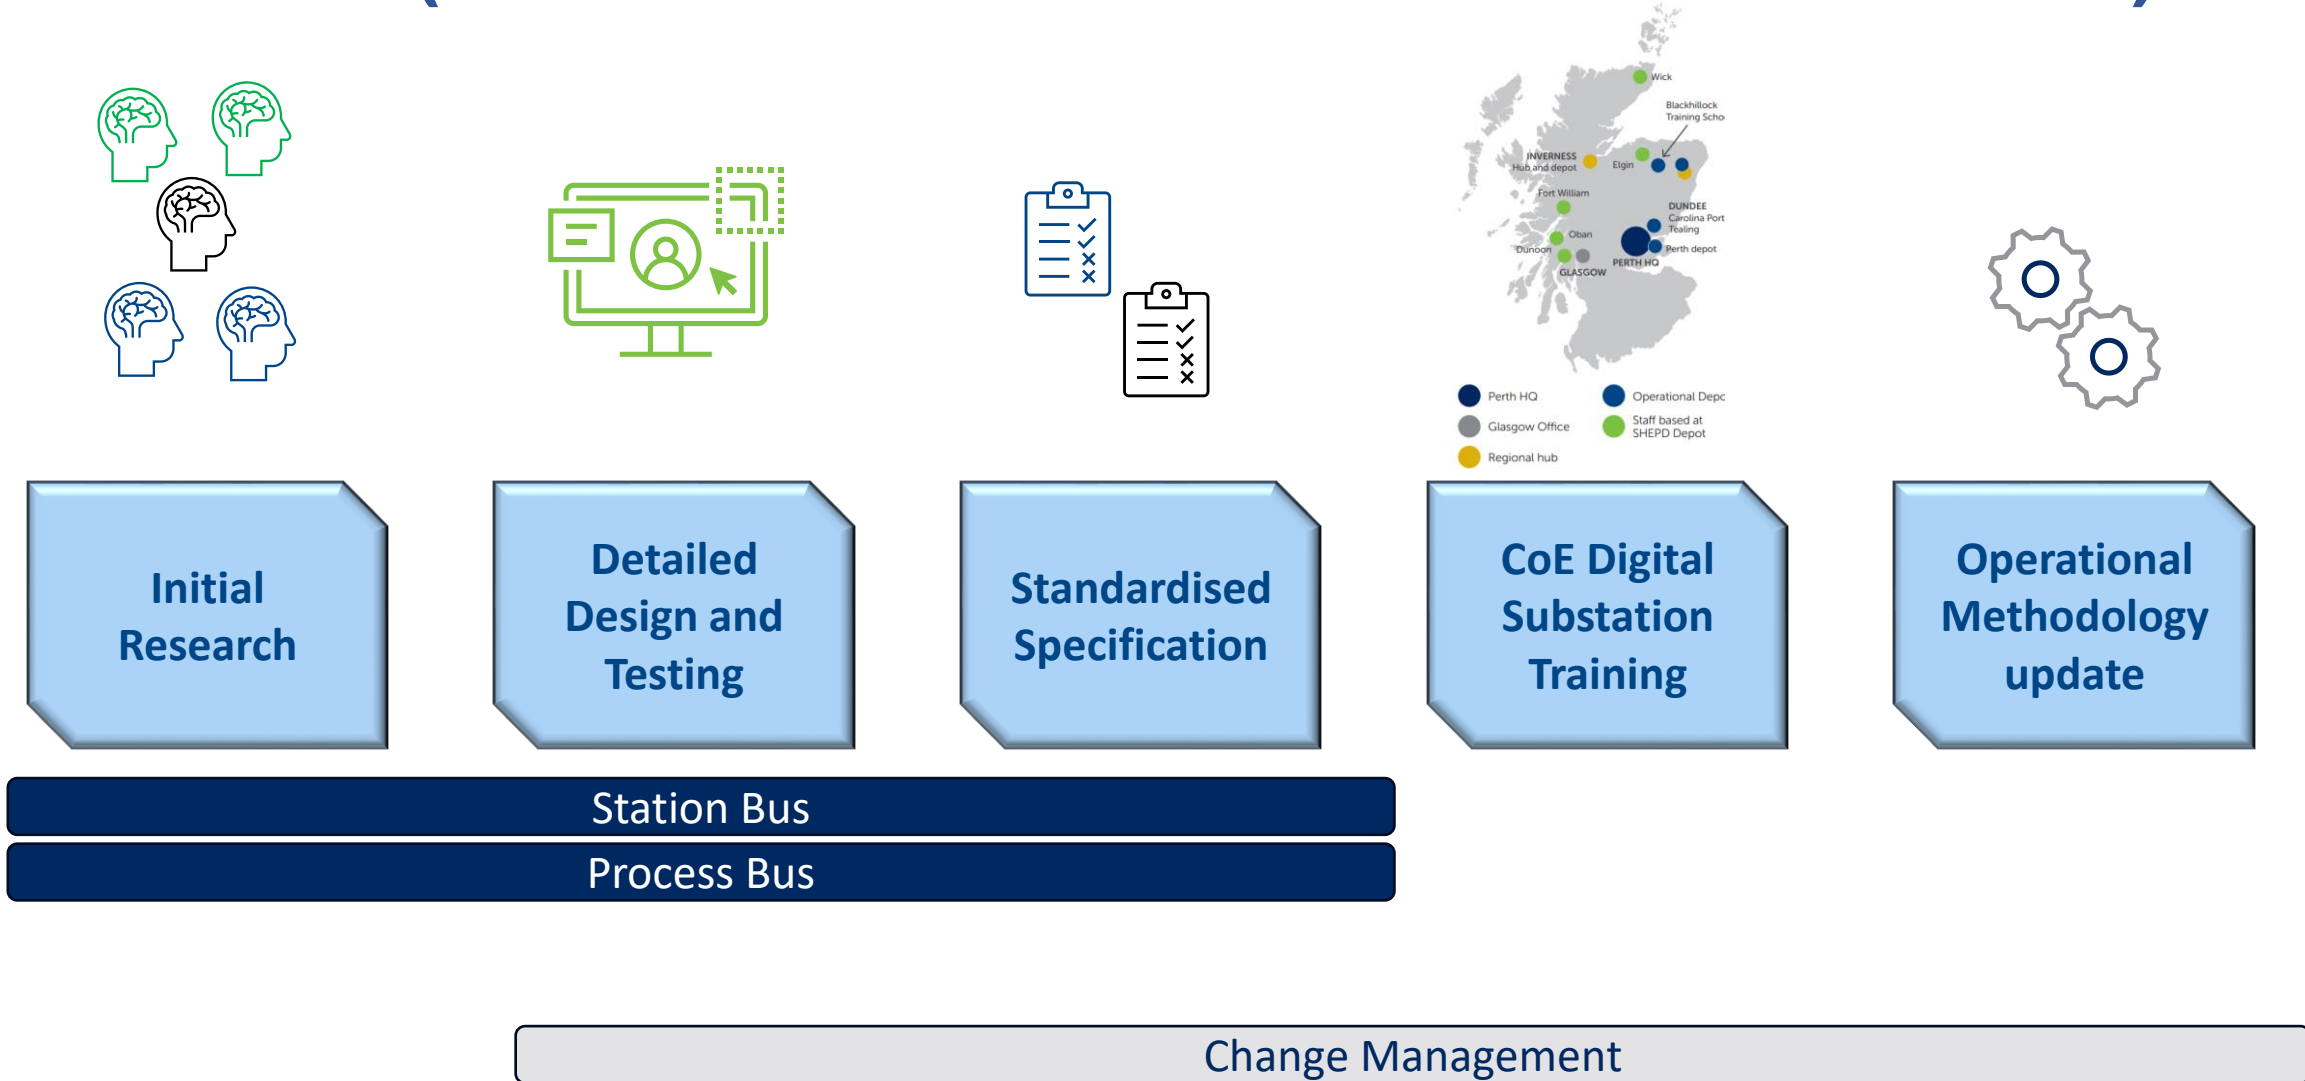 Wick
Blackhillock
Training Scho
INVERNESS
Hub and depot
Elgin
Fort William
DUNDEE
Carolina Port
Tealing
Oban
Perth depot
Dunoon
PERTH HQ
GLASGOW
Perth HQ
Operational Depo
Glasgow Office
Staff based at
SHEPD Depot
Regional hub
Initial
Research
Detailed
Design and
Testing
Standardised
Specification
CoE Digital
Substation
Training
Operational
Methodology
update
Station Bus
Process Bus
Change Management